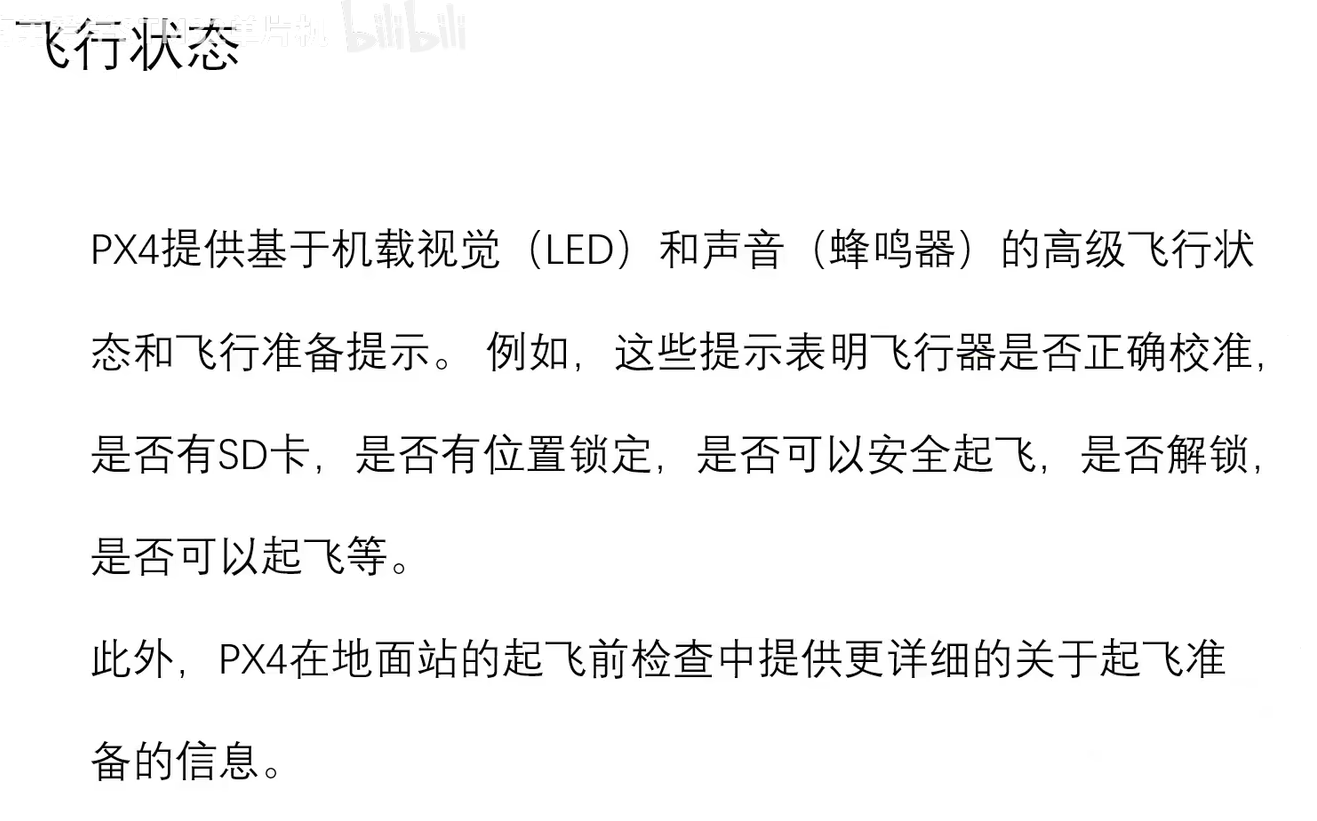 飞行状态
bilibili
PX4提供基于机载视觉（LED）和声音（蜂鸣器）的高级飞行状
态和飞行准备提示。 例如，这些提示表明飞行器是否正确校准，
是否有SD卡，是否有位置锁定，是否可以安全起飞，是否解锁，
是否可以起飞等。
此外，PX4在地面站的起飞前检查中提供更详细的关于起飞准
备的信息。